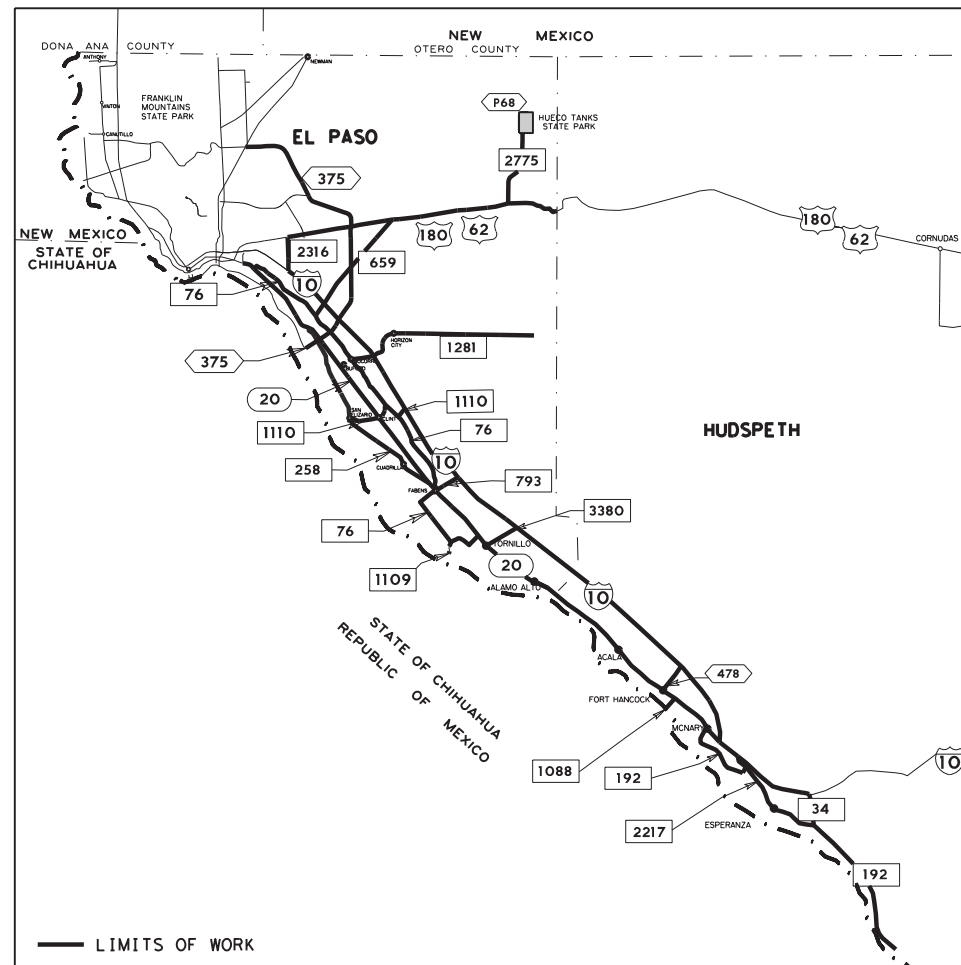 NEW MEXICO
DONA ANA COUNTY
OTERO COUNTY
ANTHONY
NEWMAN
FRANKLIN
MOUNTAINS
STATE PARK
CANUTILLO
P68
HUECO TANKS
STATE PARK
EL PASO
2775
375
180
62
180
62
CORNUDAS
NEW MEXICO
STATE OF
CHIHUAHUA
2316
659
10
76
HORIZON
CITY
1281
375
20
SAN
ELIZARIO
CLINT
1110
1110
76
HUDSPETH
258
CUADRILLA
10
793
FABENS
76
3380
TORNILLO
1109
20
ALAMO ALTO
10
STATE OF CHIHUAHUA
REPUBLIC OF MEXICO
ACALA
478
FORT HANCOCK
MCNARY
1088
192
10
34
2217
ESPERANZA
192
LIMITS OF WORK